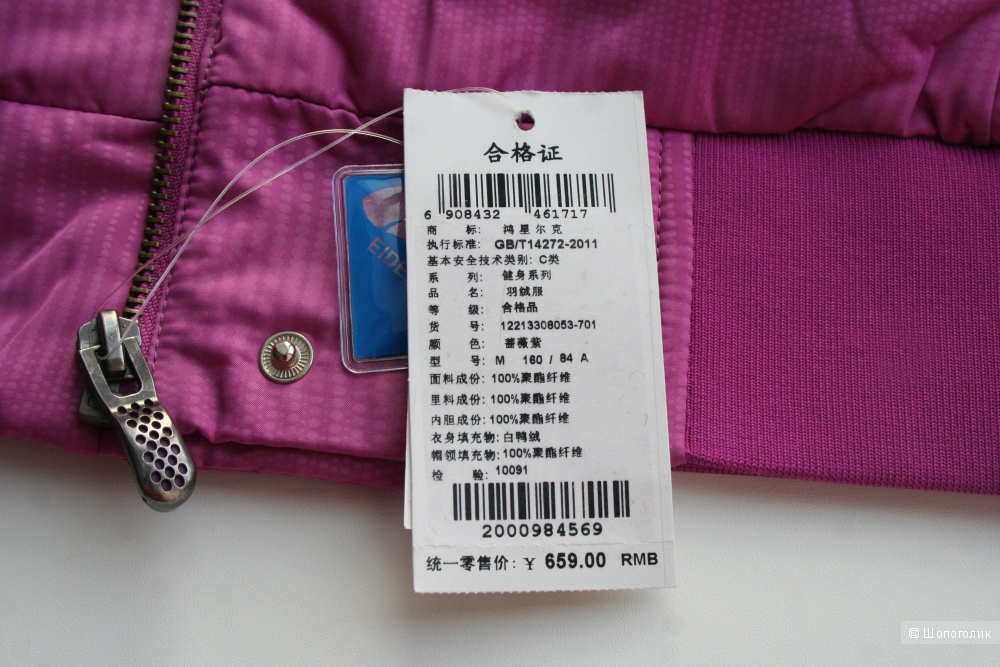 合格证
6 908432 461717
商 标: 鸿星尔克
执行标准: GB/T14272-2011
基本安全技术类别: C类
系 列: 健身系列
品 名: 羽绒服
等 级: 合格品
货 号: 12213308053-701
颜 色: 蔷薇紫
型 号: M 160 / 84 A
面料成份: 100%聚酯纤维
里料成份: 100%聚酯纤维
内胆成份: 100%聚酯纤维
衣身填充物: 白鸭绒
帽领填充物: 100%聚酯纤维
检 验: 10091
2000984569
统一零售价: ¥ 659.00 RMB
© Шопоголик